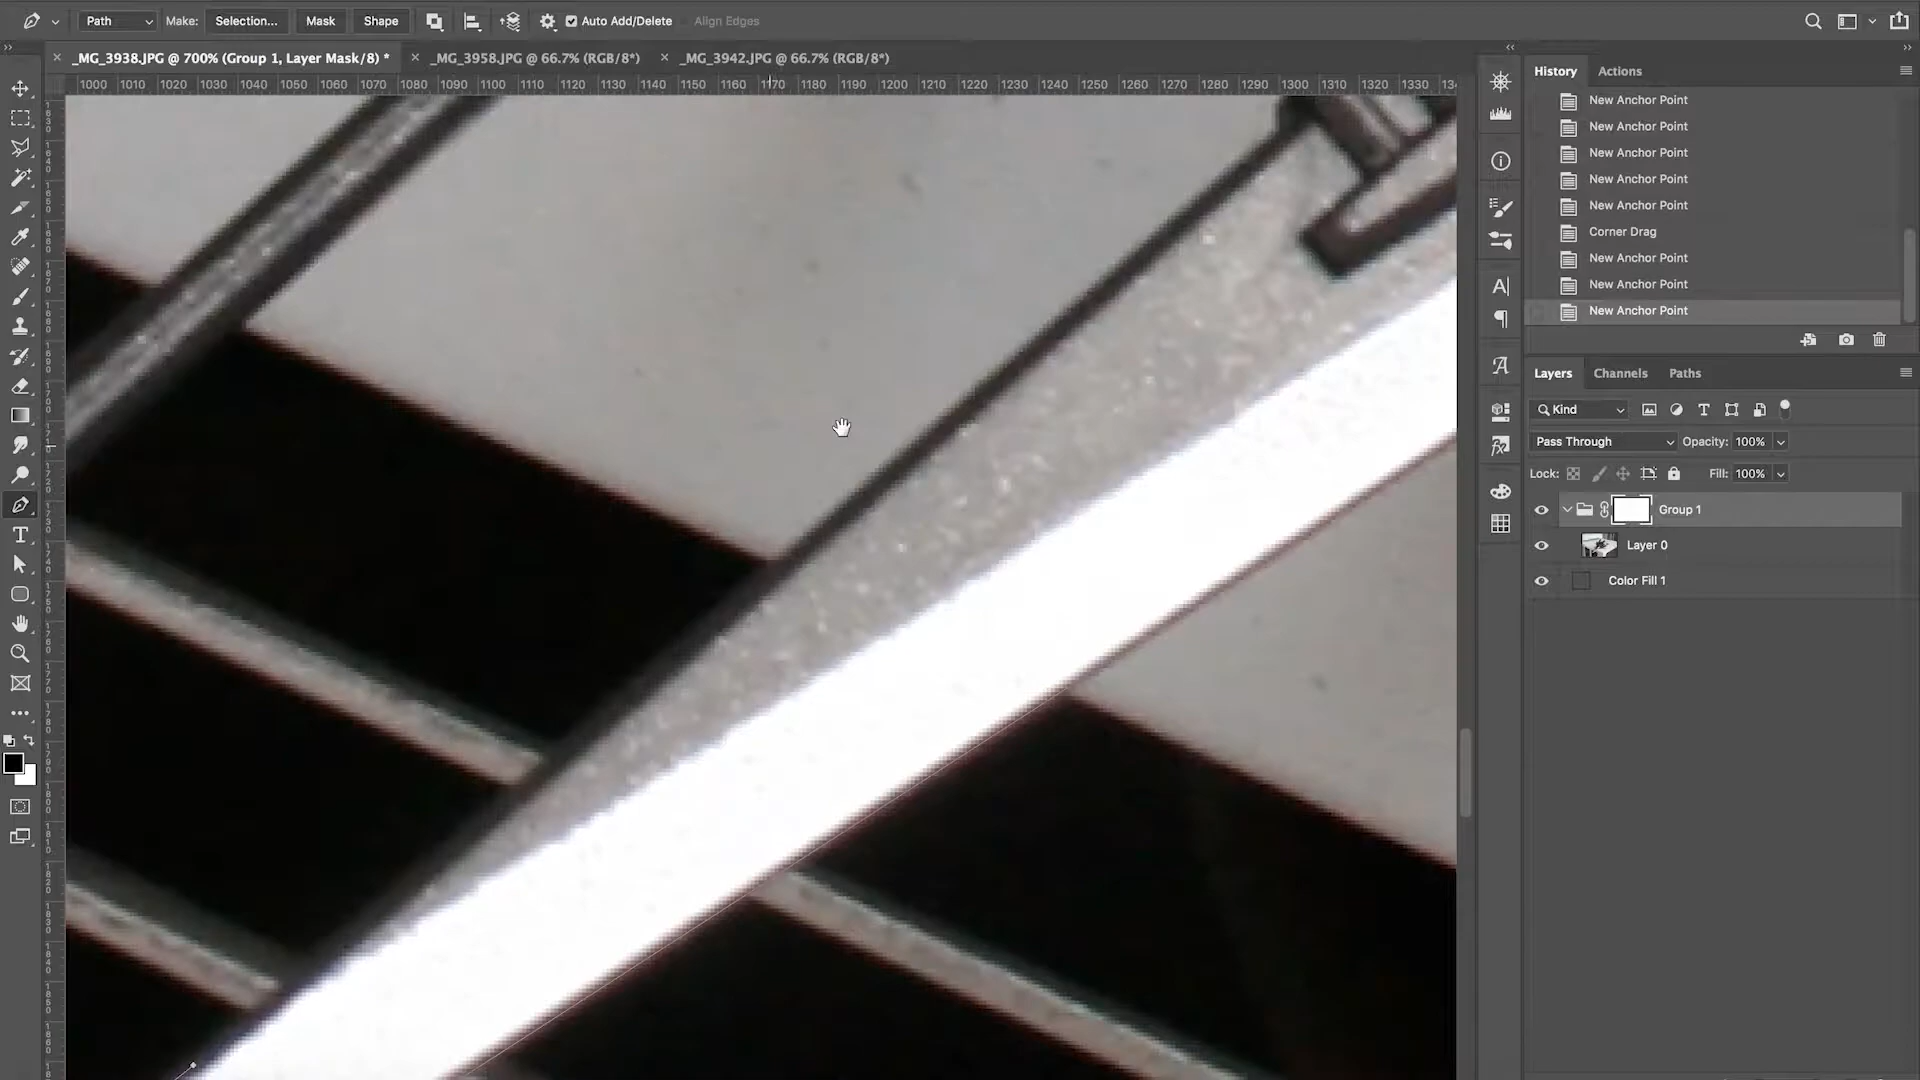 Path Make: Selection... Mask Shape Auto Add/Delete Align Edges
_MG_3938.JPG @ 700% (Group 1, Layer Mask/8) * _MG_3958.JPG @ 66.7% (RGB/8*) _MG_3942.JPG @ 66.7% (RGB/8*)
1000 1010 1020 1030 1040 1050 1060 1070 1080 1090 1100 1110 1120 1130 1140 1150 1160 1170 1180 1190 1200 1210 1220 1230 1240 1250 1260 1270 1280 1290 1300 1310 1320 1330
History Actions
New Anchor Point
New Anchor Point
New Anchor Point
New Anchor Point
New Anchor Point
Corner Drag
New Anchor Point
New Anchor Point
New Anchor Point
Layers Channels Paths
Kind
Pass Through Opacity: 100%
Lock: Fill: 100%
Group 1
Layer 0
Color Fill 1